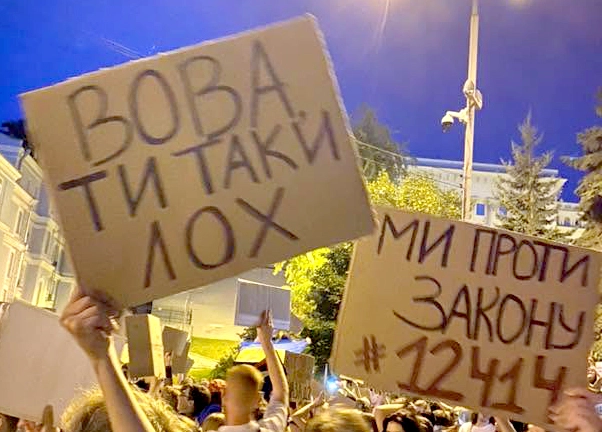 ВОВА,
ТИ ТАКИ
ЛОХ
МИ ПРОТИ
ЗАКОНУ
#12414